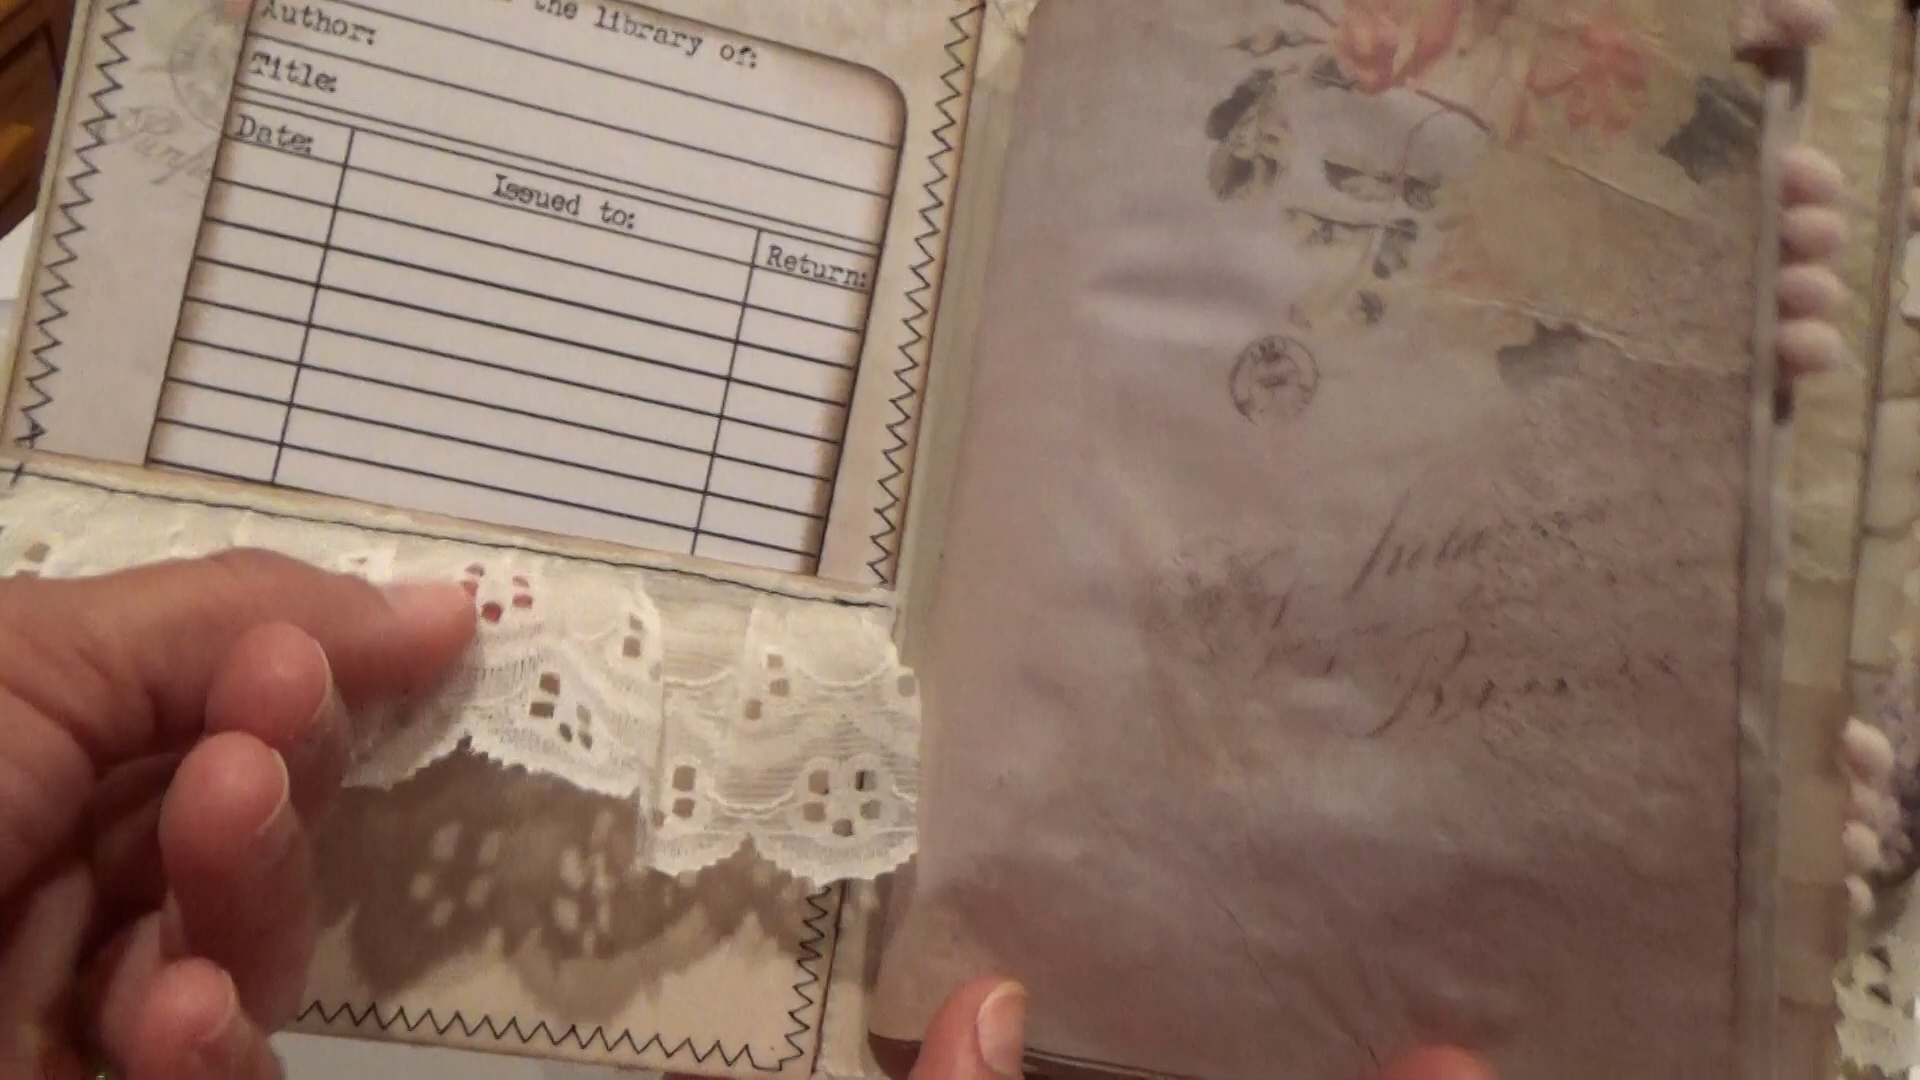 the library of:
Author:
Title:
Date:
Issued to:
Return: